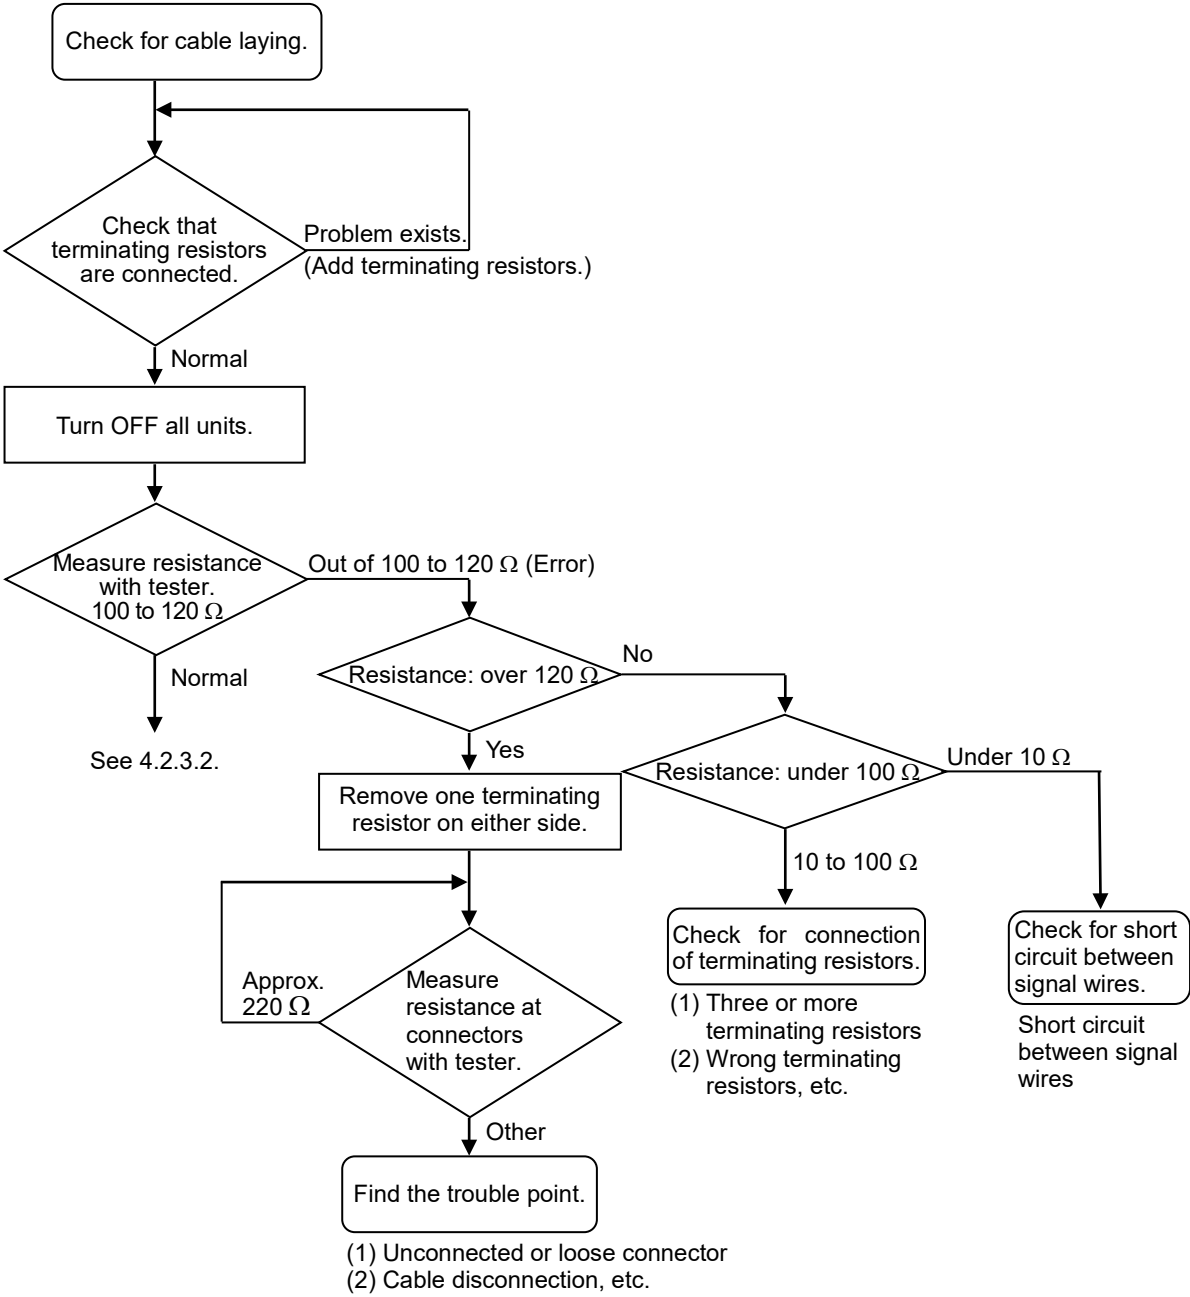 Check for cable laying.
Check that
terminating resistors
are connected.
Problem exists.
(Add terminating resistors.)
Normal
Turn OFF all units.
Measure resistance
with tester.
100 to 120 Ω
Out of 100 to 120 Ω (Error)
Normal
See 4.2.3.2.
Resistance: over 120 Ω
No
Yes
Remove one terminating
resistor on either side.
Resistance: under 100 Ω
Under 10 Ω
10 to 100 Ω
Approx.
220 Ω
Measure
resistance at
connectors
with tester.
Check for connection
of terminating resistors.
(1) Three or more
terminating resistors
(2) Wrong terminating
resistors, etc.
Check for short
circuit between
signal wires.
Short circuit
between signal
wires
Other
Find the trouble point.
(1) Unconnected or loose connector
(2) Cable disconnection, etc.